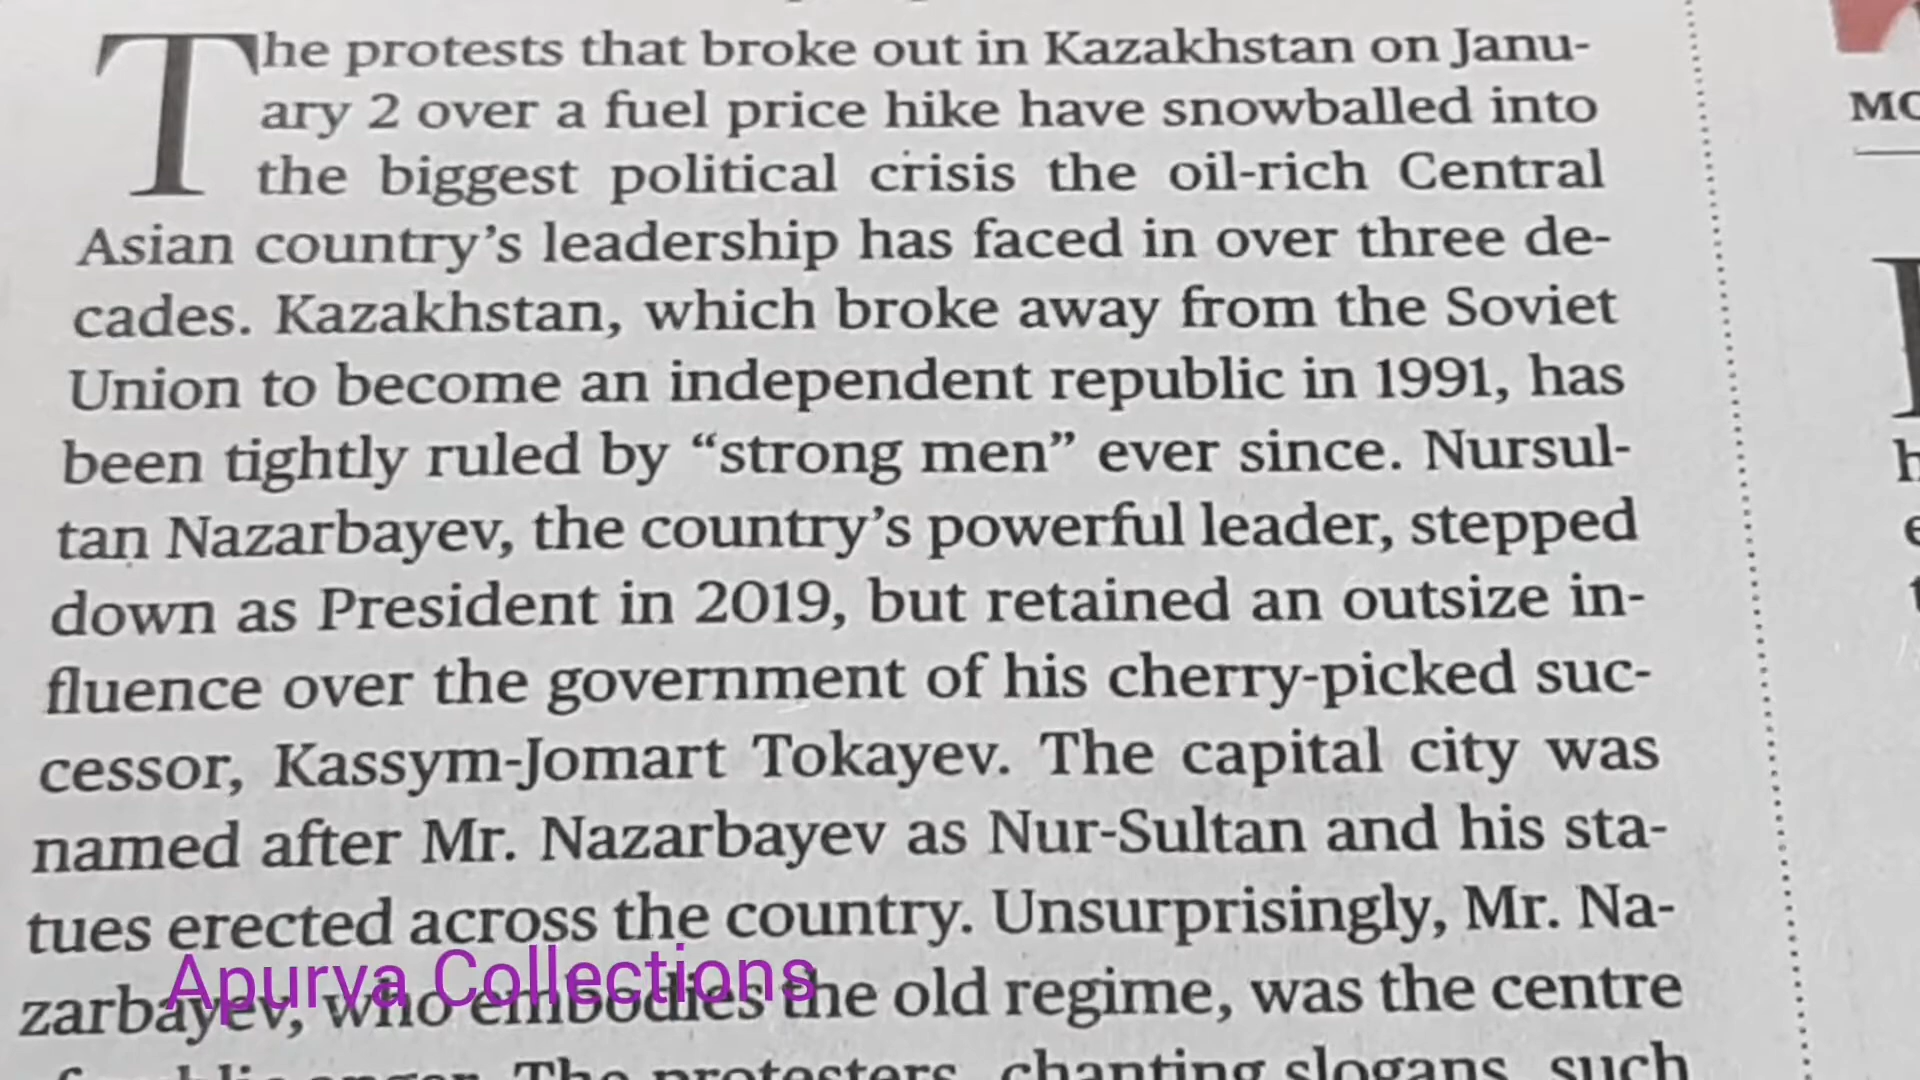 The protests that broke out in Kazakhstan on Janu-
ary 2 over a fuel price hike have snowballed into
the biggest political crisis the oil-rich Central
Asian country’s leadership has faced in over three de-
cades. Kazakhstan, which broke away from the Soviet
Union to become an independent republic in 1991, has
been tightly ruled by “strong men” ever since. Nursul-
tan Nazarbayev, the country’s powerful leader, stepped
down as President in 2019, but retained an outsize in-
fluence over the government of his cherry-picked suc-
cessor, Kassym-Jomart Tokayev. The capital city was
named after Mr. Nazarbayev as Nur-Sultan and his sta-
tues erected across the country. Unsurprisingly, Mr. Na-
zarbayev, who embodies the old regime, was the centre
The protesters, chanting slogans, such
Apurva Collections